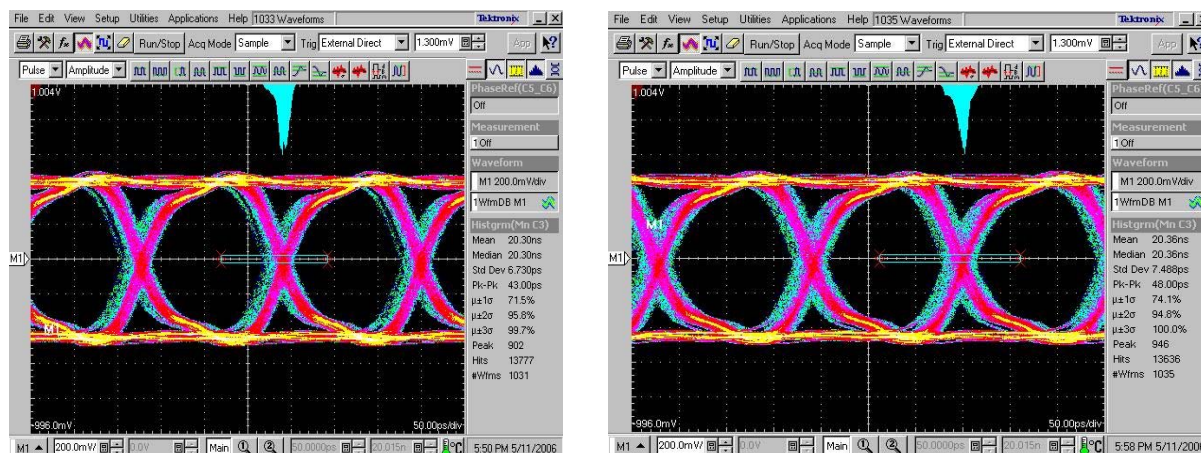 File Edit View Setup Utilities Applications Help 1033 Waveforms Tektronix
Run/Stop Acq Mode Sample Trig External Direct 1.300mV App
Pulse Amplitude
1.004V
PhaseRef(C5_C6)
Off
Measurement
1 Off
Waveform
M1 200.0mV/div
1WfmDB M1
Histgrm(Mn C3)
Mean 20.30ns
Median 20.30ns
Std Dev 6.730ps
Pk-Pk 43.00ps
µ±1σ 71.5%
µ±2σ 95.8%
µ±3σ 99.7%
Peak 902
Hits 13777
#Wfms 1031
M1
M1
-996.0mV 50.00ps/div
M1 200.0mV/ 0.0V Main 1 2 50.0000ps 20.015n °C 5:50 PM 5/11/2006
File Edit View Setup Utilities Applications Help 1035 Waveforms Tektronix
Run/Stop Acq Mode Sample Trig External Direct 1.300mV App
Pulse Amplitude
1.004V
PhaseRef(C5_C6)
Off
Measurement
1 Off
Waveform
M1 200.0mV/div
1WfmDB M1
Histgrm(Mn C3)
Mean 20.36ns
Median 20.36ns
Std Dev 7.488ps
Pk-Pk 48.00ps
µ±1σ 74.1%
µ±2σ 94.8%
µ±3σ 100.0%
Peak 946
Hits 13636
#Wfms 1035
M1
M1
-996.0mV 50.00ps/div
M1 200.0mV/ 0.0V Main 1 2 50.0000ps 20.015n °C 5:58 PM 5/11/2006